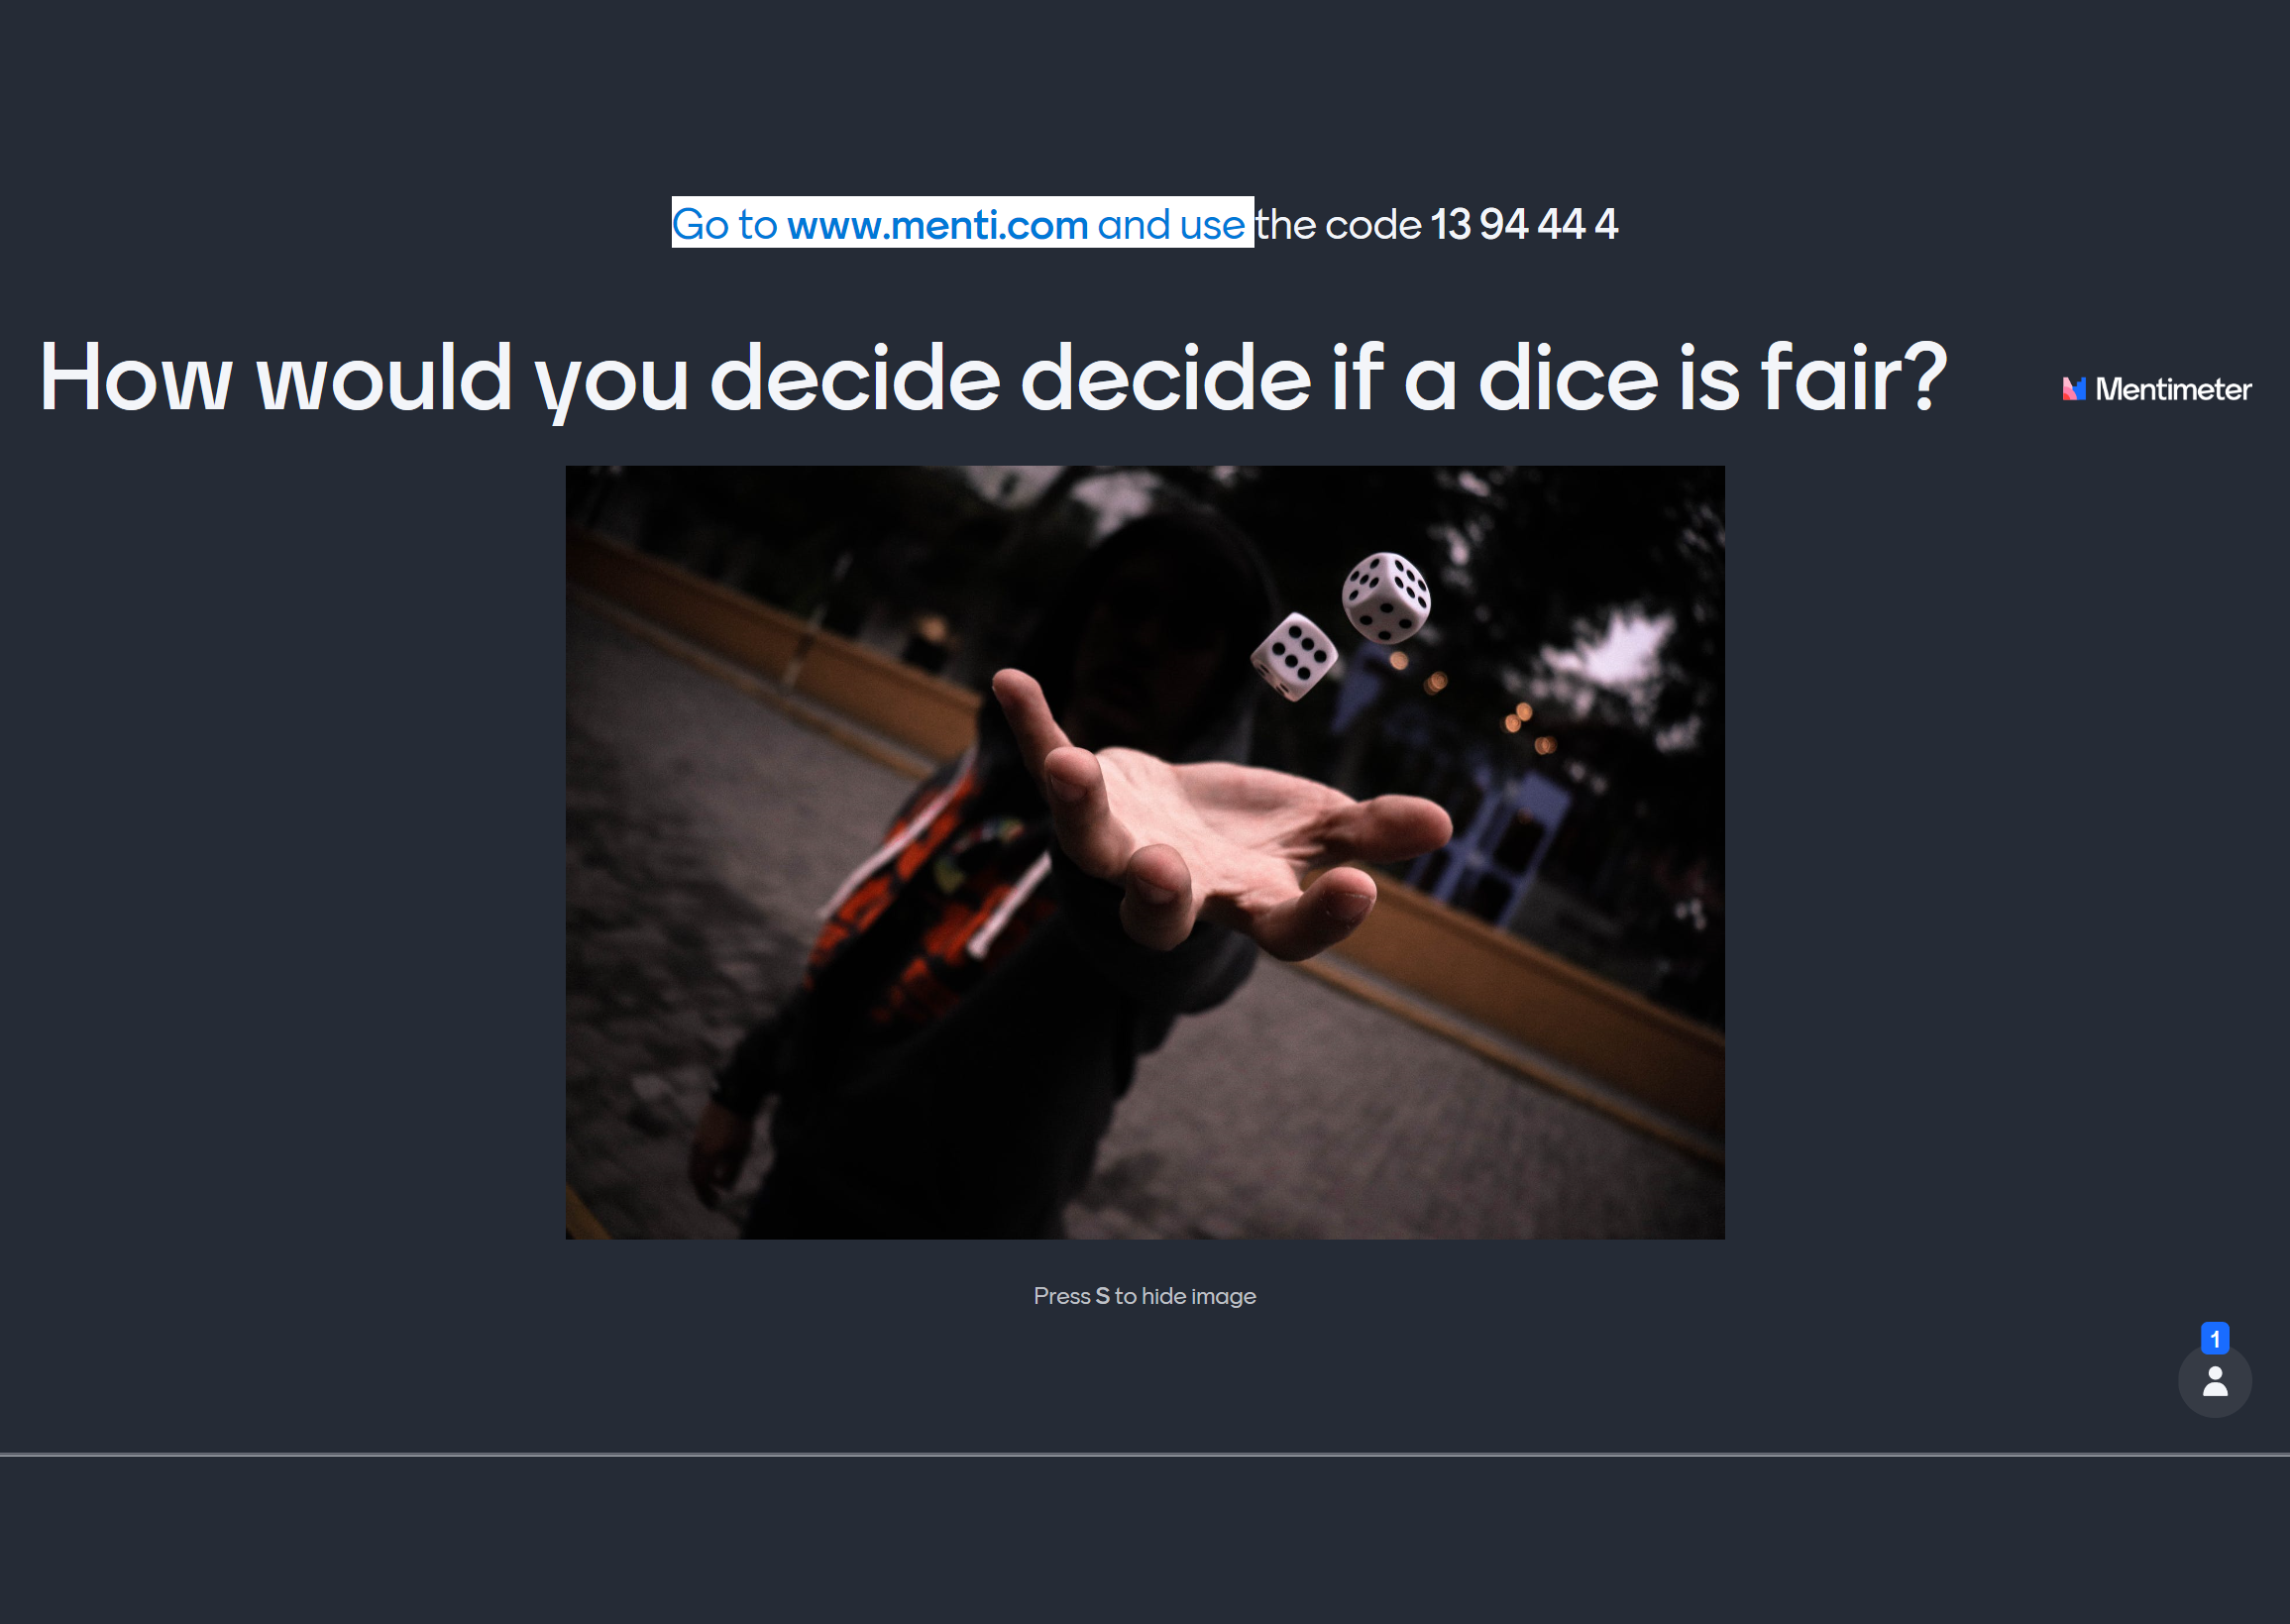 Go to www.menti.com and use the code 13 94 44 4
How would you decide decide if a dice is fair?
Mentimeter
Press S to hide image
1